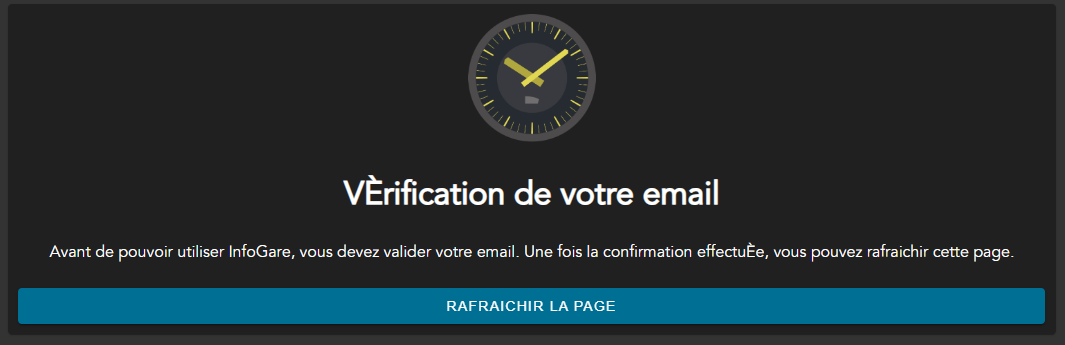 VÈrification de votre email
Avant de pouvoir utiliser InfoGare, vous devez valider votre email. Une fois la confirmation effectuÈe, vous pouvez rafraichir cette page.
RAFRAICHIR LA PAGE